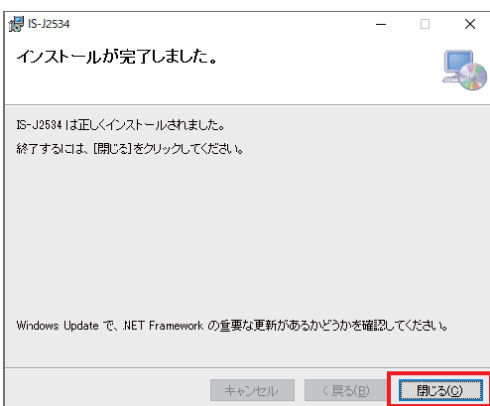 IS-J2534
インストールが完了しました。
IS-J2534 は正しくインストールされました。
終了するには、[閉じる]をクリックしてください。
Windows Update で、.NET Framework の重要な更新があるかどうかを確認してください。
キャンセル
< 戻る(B)
閉じる(C)